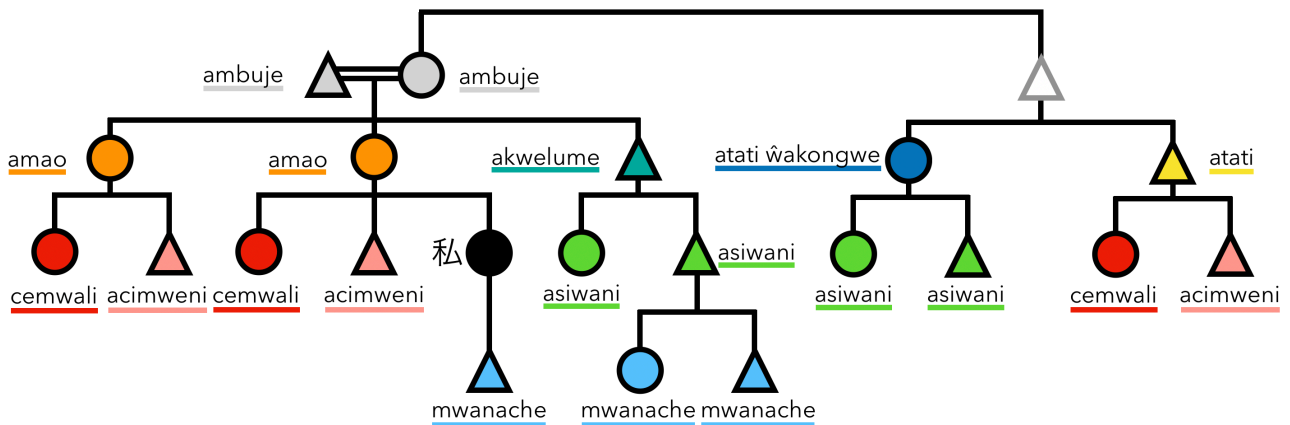 ambuje
ambuje
amao
amao
akwelume
atati ŵakongwe
atati
私
asiwani
cemwali
acimweni
cemwali
acimweni
asiwani
asiwani
asiwani
cemwali
acimweni
mwanache
mwanache
mwanache